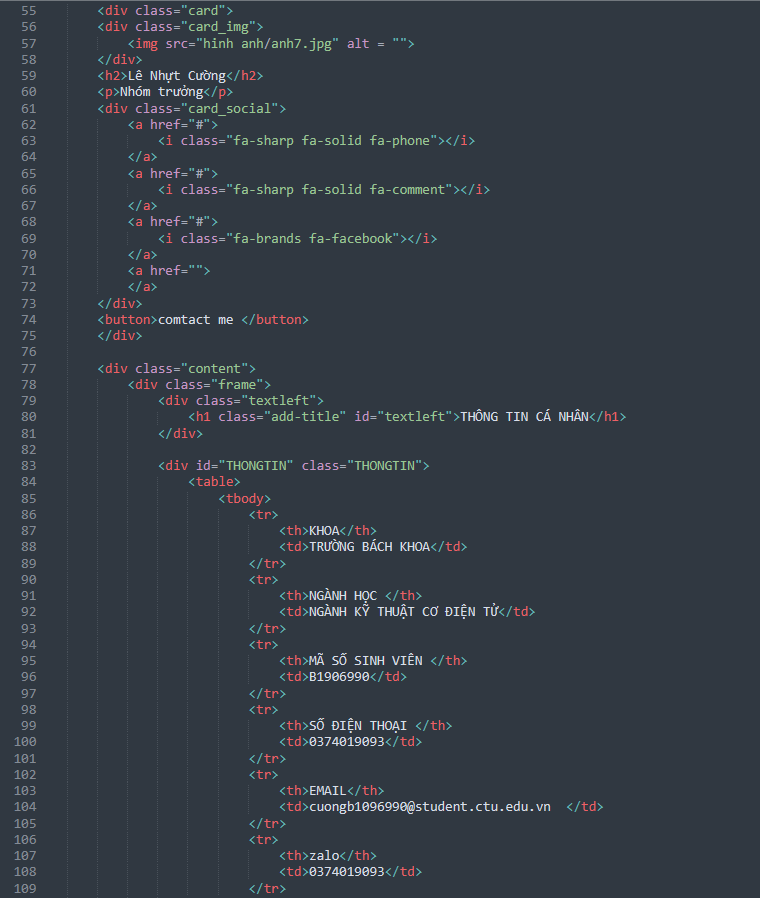 55 <div class="card">
56 <div class="card_img">
57 <img src="hinh anh/anh7.jpg" alt = "">
58 </div>
59 <h2>Lê Nhựt Cường</h2>
60 <p>Nhóm trưởng</p>
61 <div class="card_social">
62 <a href="#">
63 <i class="fa-sharp fa-solid fa-phone"></i>
64 </a>
65 <a href="#">
66 <i class="fa-sharp fa-solid fa-comment"></i>
67 </a>
68 <a href="#">
69 <i class="fa-brands fa-facebook"></i>
70 </a>
71 <a href="">
72 </a>
73 </div>
74 <button>comtact me </button>
75 </div>
76
77 <div class="content">
78 <div class="frame">
79 <div class="textleft">
80 <h1 class="add-title" id="textleft">THÔNG TIN CÁ NHÂN</h1>
81 </div>
82
83 <div id="THONGTIN" class="THONGTIN">
84 <table>
85 <tbody>
86 <tr>
87 <th>KHOA</th>
88 <td>TRƯỜNG BÁCH KHOA</td>
89 </tr>
90 <tr>
91 <th>NGÀNH HỌC </th>
92 <td>NGÀNH KỸ THUẬT CƠ ĐIỆN TỬ</td>
93 </tr>
94 <tr>
95 <th>MÃ SỐ SINH VIÊN </th>
96 <td>B1906990</td>
97 </tr>
98 <tr>
99 <th>SỐ ĐIỆN THOẠI </th>
100 <td>0374019093</td>
101 </tr>
102 <tr>
103 <th>EMAIL</th>
104 <td>cuongb1096990@student.ctu.edu.vn  </td>
105 </tr>
106 <tr>
107 <th>zalo</th>
108 <td>0374019093</td>
109 </tr>